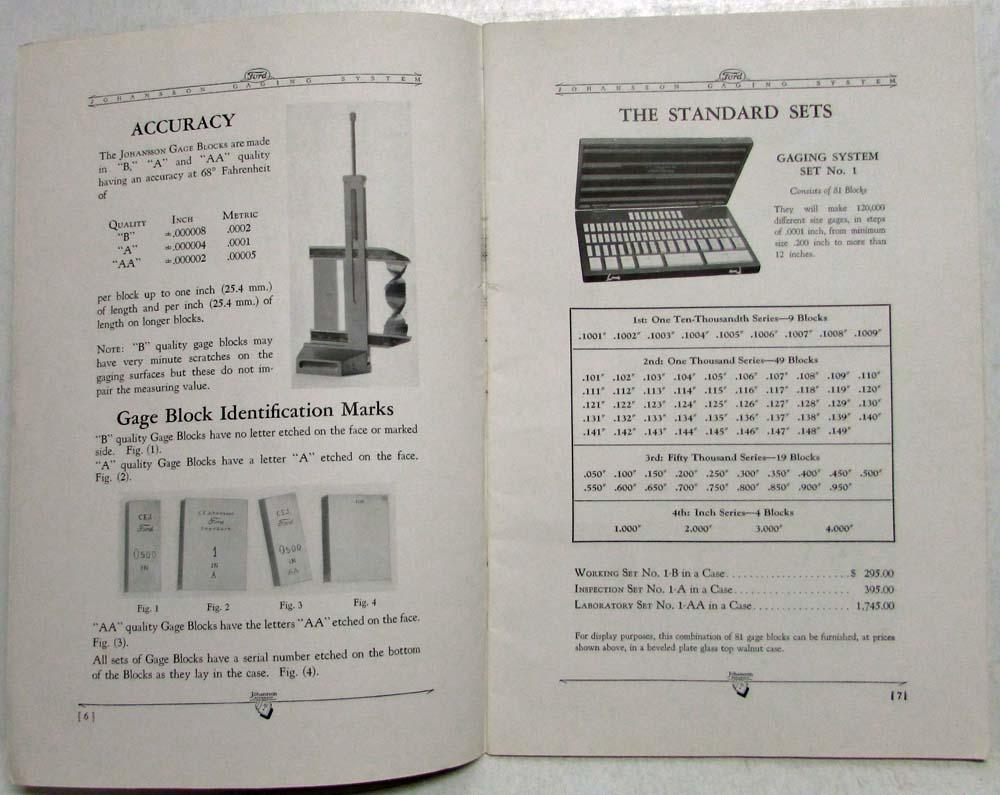 Ford
JOHANSSON GAGING SYSTEM
ACCURACY
The Johansson Gage Blocks are made
in "B," "A" and "AA" quality
having an accuracy at 68° Fahrenheit
of
Quality Inch Metric
"B" ±.000008 .0002
"A" ±.000004 .0001
"AA" ±.000002 .00005
per block up to one inch (25.4 mm.)
of length and per inch (25.4 mm.) of
length on longer blocks.
Note: "B" quality gage blocks may
have very minute scratches on the
gaging surfaces but these do not im-
pair the measuring value.
Gage Block Identification Marks
"B" quality Gage Blocks have no letter etched on the face or marked
side. Fig. (1).
"A" quality Gage Blocks have a letter "A" etched on the face.
Fig. (2).
CEJ
Ford
0500
IN
C.E. Johansson
Ford
1
IN
A
CEJ
Ford
0500
IN
AA
Fig. 1 Fig. 2 Fig. 3 Fig. 4
"AA" quality Gage Blocks have the letters "AA" etched on the face.
Fig. (3).
All sets of Gage Blocks have a serial number etched on the bottom
of the Blocks as they lay in the case. Fig. (4).
Johansson
[6]
Ford
JOHANSSON GAGING SYSTEM
THE STANDARD SETS
GAGING SYSTEM
SET No. 1
Consists of 81 Blocks
They will make 120,000
different size gages, in steps
of .0001 inch, from minimum
size .200 inch to more than
12 inches.
1st: One Ten-Thousandth Series—9 Blocks
.1001″ .1002″ .1003″ .1004″ .1005″ .1006″ .1007″ .1008″ .1009″
2nd: One Thousand Series—49 Blocks
.101″ .102″ .103″ .104″ .105″ .106″ .107″ .108″ .109″ .110″
.111″ .112″ .113″ .114″ .115″ .116″ .117″ .118″ .119″ .120″
.121″ .122″ .123″ .124″ .125″ .126″ .127″ .128″ .129″ .130″
.131″ .132″ .133″ .134″ .135″ .136″ .137″ .138″ .139″ .140″
.141″ .142″ .143″ .144″ .145″ .146″ .147″ .148″ .149″
3rd: Fifty Thousand Series—19 Blocks
.050″ .100″ .150″ .200″ .250″ .300″ .350″ .400″ .450″ .500″
.550″ .600″ .650″ .700″ .750″ .800″ .850″ .900″ .950″
4th: Inch Series—4 Blocks
1.000″ 2.000″ 3.000″ 4.000″
Working Set No. 1-B in a Case.................... $ 295.00
Inspection Set No. 1-A in a Case.................. 395.00
Laboratory Set No. 1-AA in a Case............... 1,745.00
For display purposes, this combination of 81 gage blocks can be furnished, at prices
shown above, in a beveled plate glass top walnut case.
Johansson
[7]